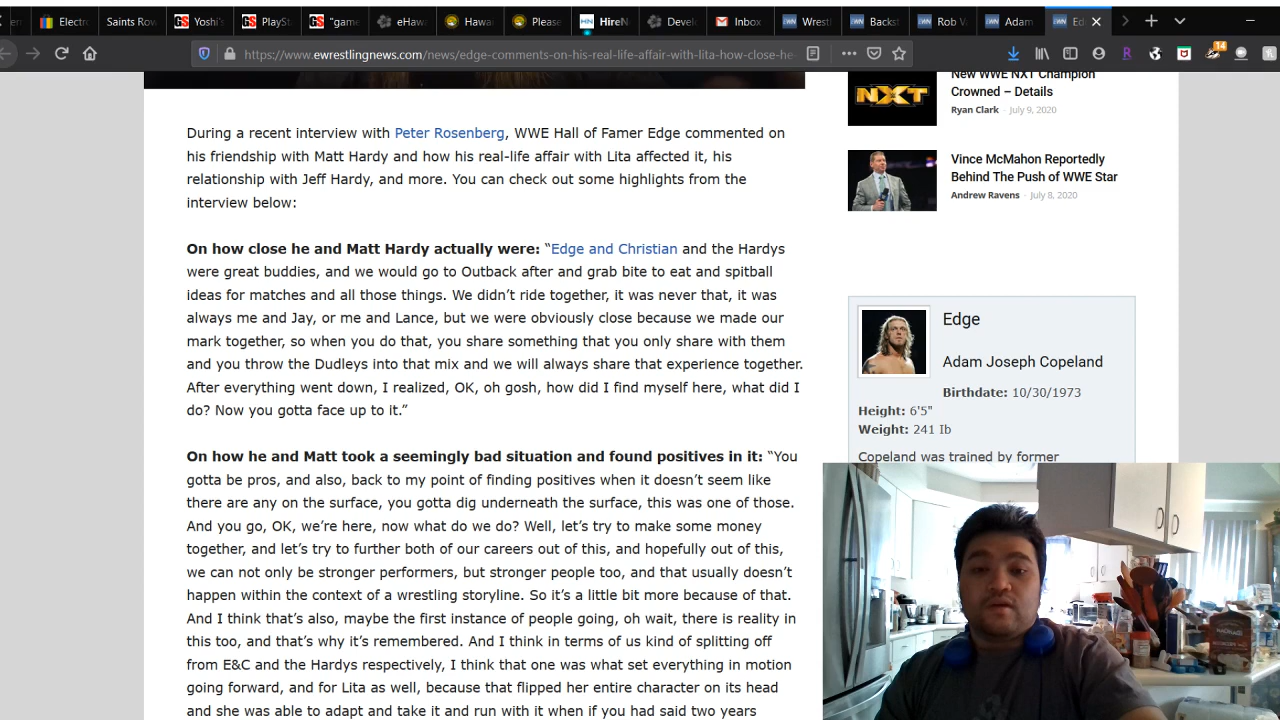 Electro
Saints Row
Yoshi's
PlaySt
"game
eHaw
Hawai
Please
HireN
Develo
Inbox
Wrestl
Backst
Rob V
Adam
Ed
https://www.ewrestlingnews.com/news/edge-comments-on-his-real-life-affair-with-lita-how-close-he
14
During a recent interview with Peter Rosenberg, WWE Hall of Famer Edge commented on
his friendship with Matt Hardy and how his real-life affair with Lita affected it, his
relationship with Jeff Hardy, and more. You can check out some highlights from the
interview below:
On how close he and Matt Hardy actually were: “Edge and Christian and the Hardys
were great buddies, and we would go to Outback after and grab bite to eat and spitball
ideas for matches and all those things. We didn’t ride together, it was never that, it was
always me and Jay, or me and Lance, but we were obviously close because we made our
mark together, so when you do that, you share something that you only share with them
and you throw the Dudleys into that mix and we will always share that experience together.
After everything went down, I realized, OK, oh gosh, how did I find myself here, what did I
do? Now you gotta face up to it.”
On how he and Matt took a seemingly bad situation and found positives in it: “You
gotta be pros, and also, back to my point of finding positives when it doesn’t seem like
there are any on the surface, you gotta dig underneath the surface, this was one of those.
And you go, OK, we’re here, now what do we do? Well, let’s try to make some money
together, and let’s try to further both of our careers out of this, and hopefully out of this,
we can not only be stronger performers, but stronger people too, and that usually doesn’t
happen within the context of a wrestling storyline. So it’s a little bit more because of that.
And I think that’s also, maybe the first instance of people going, oh wait, there is reality in
this too, and that’s why it’s remembered. And I think in terms of us kind of splitting off
from E&C and the Hardys respectively, I think that one was what set everything in motion
going forward, and for Lita as well, because that flipped her entire character on its head
and she was able to adapt and take it and run with it when if you had said two years
NXT
New WWE NXT Champion
Crowned – Details
Ryan Clark - July 9, 2020
Vince McMahon Reportedly
Behind The Push of WWE Star
Andrew Ravens - July 8, 2020
Edge
Adam Joseph Copeland
Birthdate: 10/30/1973
Height: 6'5"
Weight: 241 lb
Copeland was trained by former